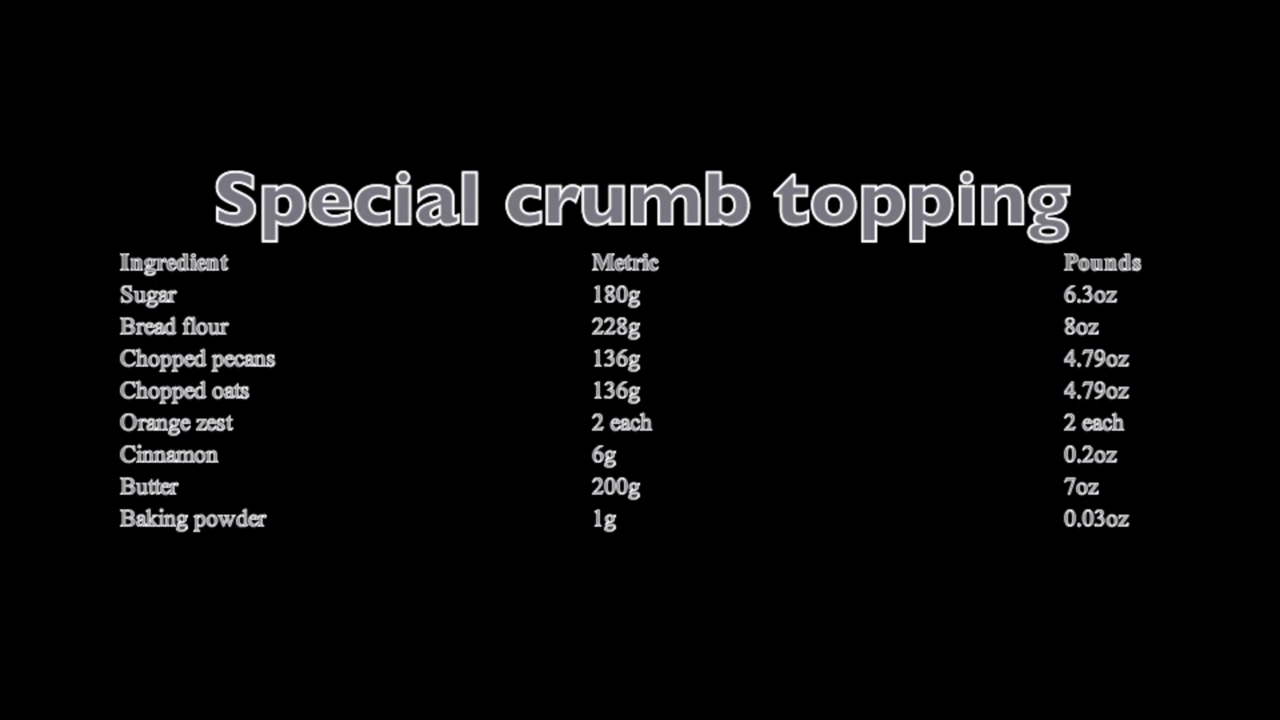 Special crumb topping
Ingredient Metric Pounds
Sugar 180g 6.3oz
Bread flour 228g 8oz
Chopped pecans 136g 4.79oz
Chopped oats 136g 4.79oz
Orange zest 2 each 2 each
Cinnamon 6g 0.2oz
Butter 200g 7oz
Baking powder 1g 0.03oz